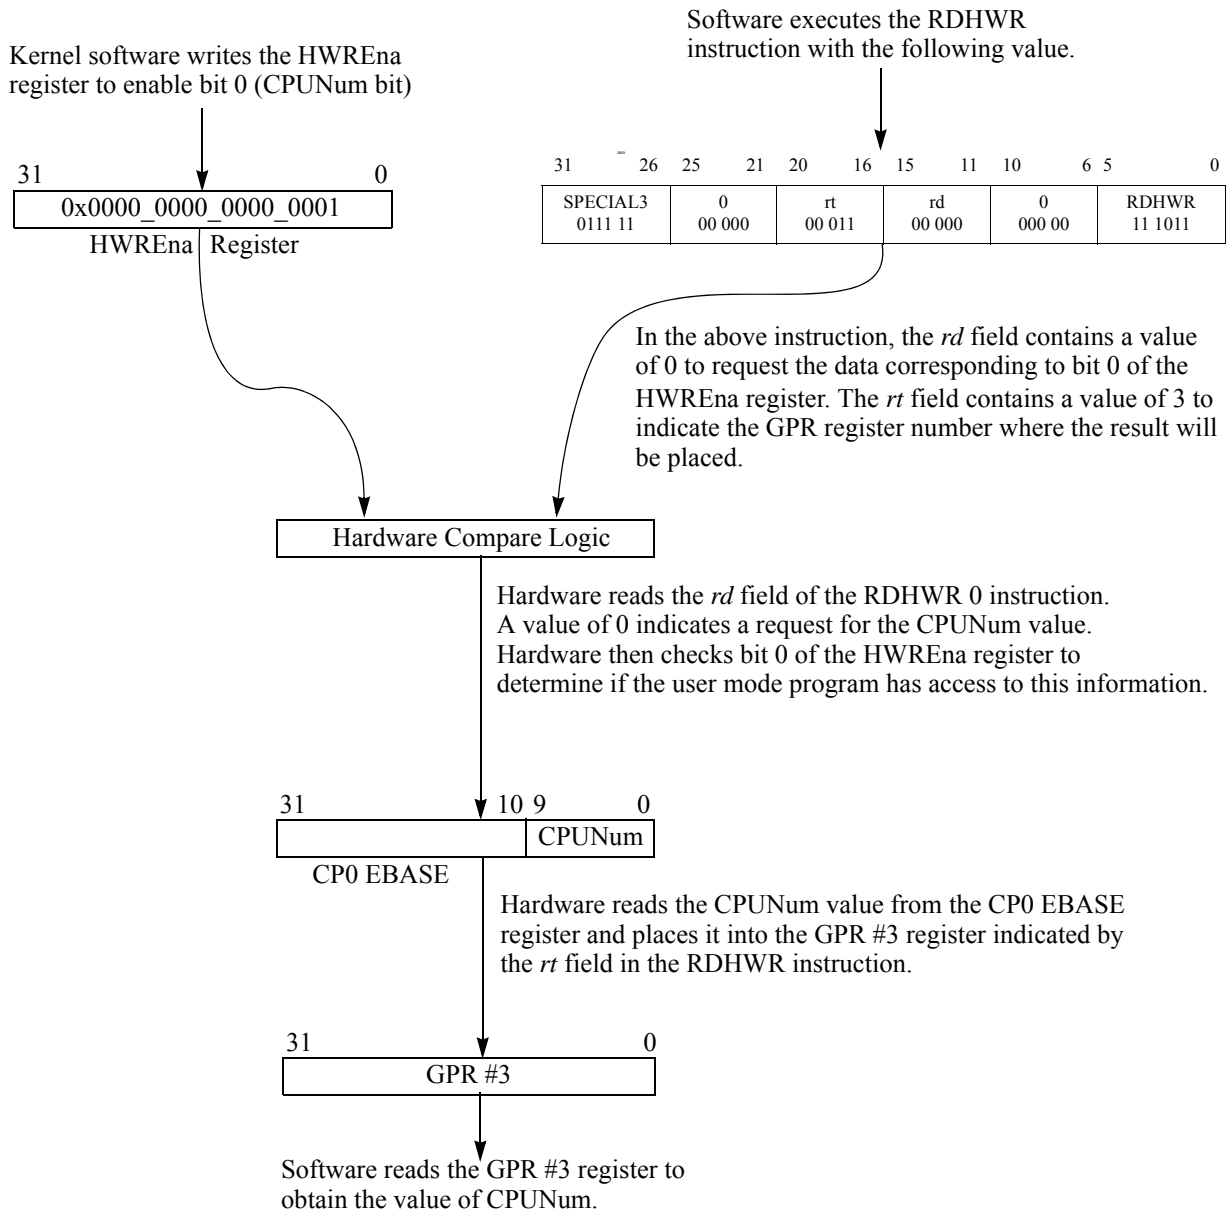 Software executes the RDHWR
instruction with the following value.
Kernel software writes the HWREna
register to enable bit 0 (CPUNum bit)
31 0
0x0000_0000_0000_0001
HWREna Register
31 26 25 21 20 16 15 11 10 6 5 0
SPECIAL3 0 rt rd 0 RDHWR
0111 11 00 000 00 011 00 000 000 00 11 1011
In the above instruction, the rd field contains a value
of 0 to request the data corresponding to bit 0 of the
HWREna register. The rt field contains a value of 3 to
indicate the GPR register number where the result will
be placed.
Hardware Compare Logic
Hardware reads the rd field of the RDHWR 0 instruction.
A value of 0 indicates a request for the CPUNum value.
Hardware then checks bit 0 of the HWREna register to
determine if the user mode program has access to this information.
31 10 9 0
CPUNum
CP0 EBASE
Hardware reads the CPUNum value from the CP0 EBASE
register and places it into the GPR #3 register indicated by
the rt field in the RDHWR instruction.
31 0
GPR #3
Software reads the GPR #3 register to
obtain the value of CPUNum.